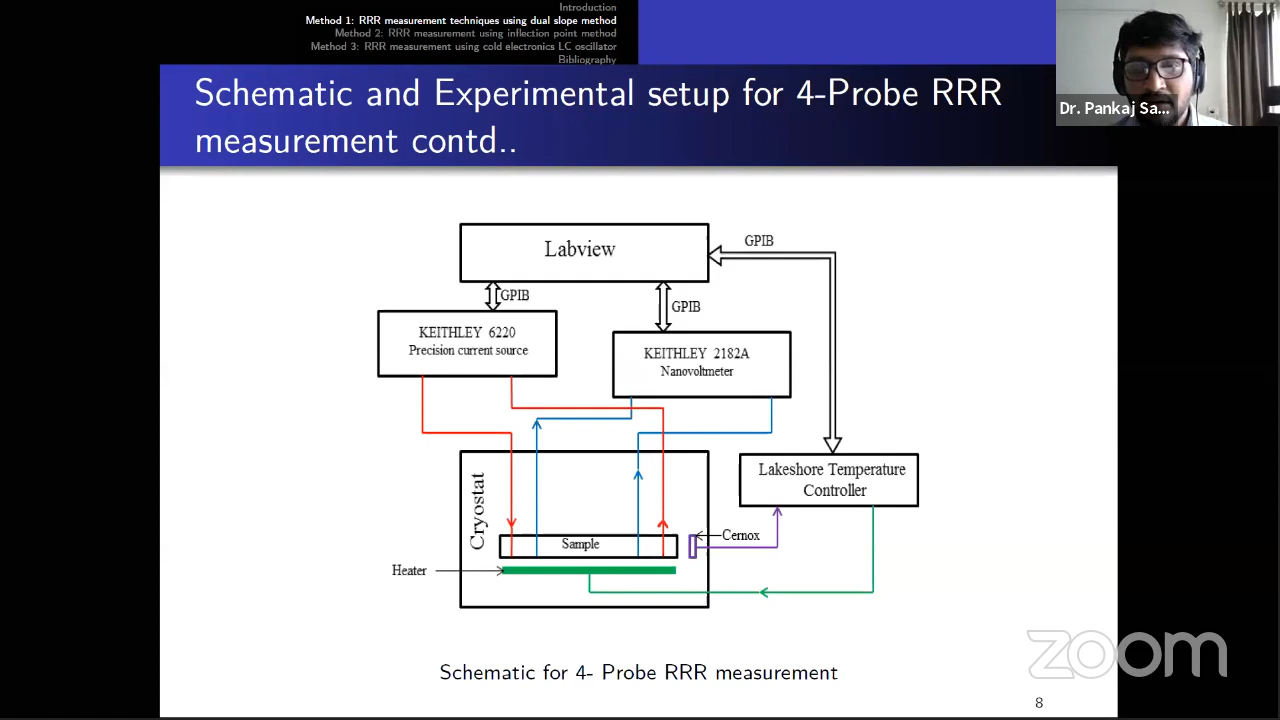 Introduction
Method 1: RRR measurement techniques using dual slope method
Method 2: RRR measurement using inflection point method
Method 3: RRR measurement using cold electronics LC oscillator
Bibliography
Schematic and Experimental setup for 4-Probe RRR
measurement contd..
Dr. Pankaj Sa...
Labview
GPIB
GPIB
GPIB
KEITHLEY 6220
Precision current source
KEITHLEY 2182A
Nanovoltmeter
Lakeshore Temperature
Controller
Cryostat
Sample
Cernox
Heater
Schematic for 4- Probe RRR measurement
zoom
8